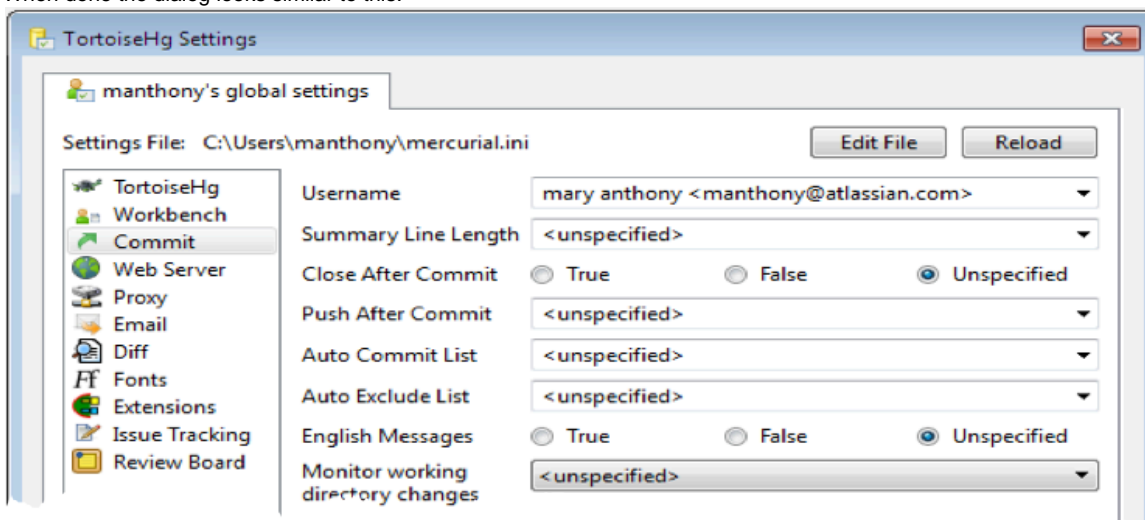 When done the dialog looks similar to this:
TortoiseHg Settings
manthony's global settings
Settings File: C:\Users\manthony\mercurial.ini
Edit File
Reload
TortoiseHg
Workbench
Commit
Web Server
Proxy
Email
Diff
Ff Fonts
Extensions
Issue Tracking
Review Board
Username
mary anthony <manthony@atlassian.com>
Summary Line Length
<unspecified>
Close After Commit
True
False
Unspecified
Push After Commit
<unspecified>
Auto Commit List
<unspecified>
Auto Exclude List
<unspecified>
English Messages
True
False
Unspecified
Monitor working
directory changes
<unspecified>